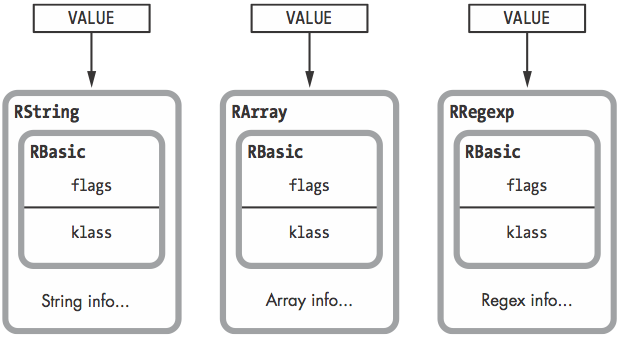 VALUE
RString
RBasic
flags
klass
String info...
VALUE
RArray
RBasic
flags
klass
Array info...
VALUE
RRegexp
RBasic
flags
klass
Regex info...